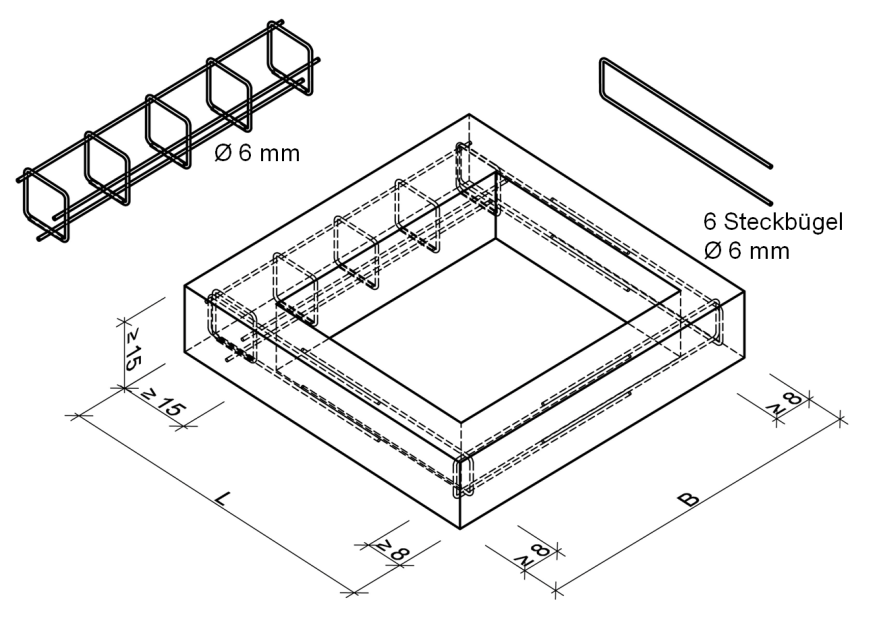 Ø 6 mm
6 Steckbügel
Ø 6 mm
≥ 15
≥ 15
L
≥ 8
≥ 8
B
≥ 8